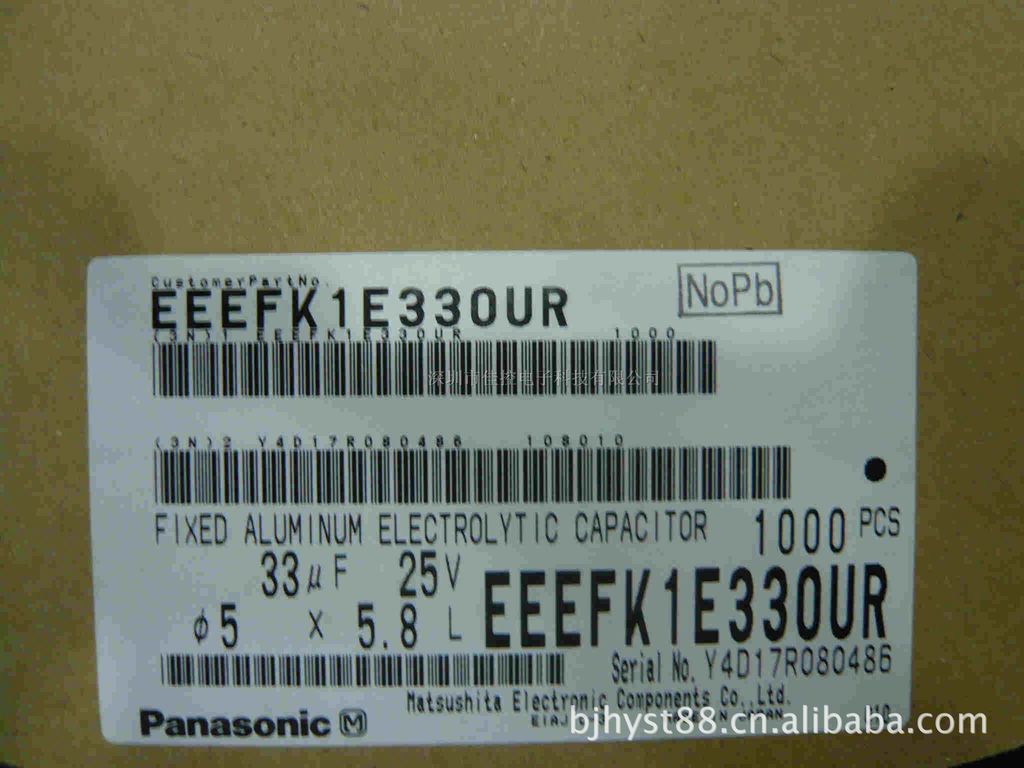 CustomerPartNo.
EEEFK1E330UR
NoPb
(3N)1 EEEFK1E330UR 1000
深圳市佳控电子科技有限公司
(3N)2 Y4D17R080486 108010
FIXED ALUMINUM ELECTROLYTIC CAPACITOR 1000 PCS
33μF 25V
EEEFK1E330UR
φ5 × 5.8 L
Serial No. Y4D17R080486
Matsushita Electronic Components Co.,Ltd.
Panasonic M
EIAJ
JAPAN
bjhyst88.cn.alibaba.com